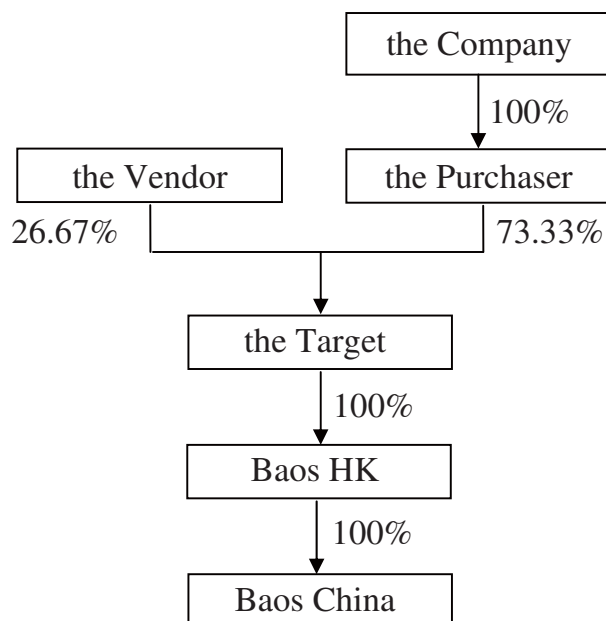 the Company
100%
the Vendor
the Purchaser
26.67%
73.33%
the Target
100%
Baos HK
100%
Baos China